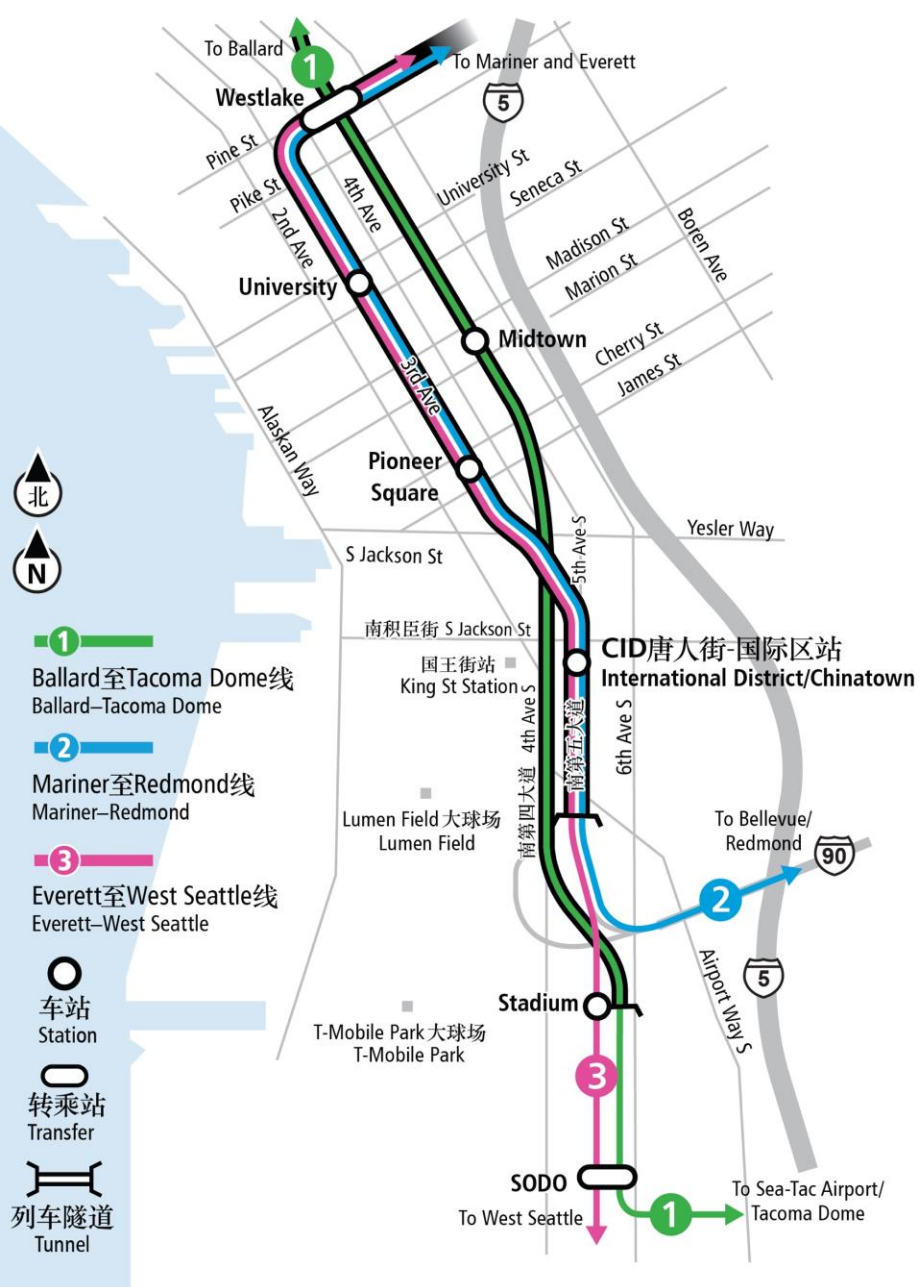 To Ballard
1
To Mariner and Everett
Westlake
5
Pine St
Pike St
2nd Ave
4th Ave
University St
Seneca St
Boren Ave
Madison St
Marion St
University
Midtown
Cherry St
James St
3rd Ave
Alaskan Way
Pioneer
Square
北
N
Yesler Way
S Jackson St
5th Ave S
南积臣街 S Jackson St
国王街站
King St Station
CID唐人街-国际区站
International District/Chinatown
南第四大道 4th Ave S
南第五大道
6th Ave S
1
Ballard至Tacoma Dome线
Ballard–Tacoma Dome
2
Mariner至Redmond线
Mariner–Redmond
3
Everett至West Seattle线
Everett–West Seattle
Lumen Field大球场
Lumen Field
To Bellevue/
Redmond
90
2
Airport Way S
5
Stadium
T-Mobile Park大球场
T-Mobile Park
3
车站
Station
转乘站
Transfer
列车隧道
Tunnel
SODO
To West Seattle
1
To Sea-Tac Airport/
Tacoma Dome